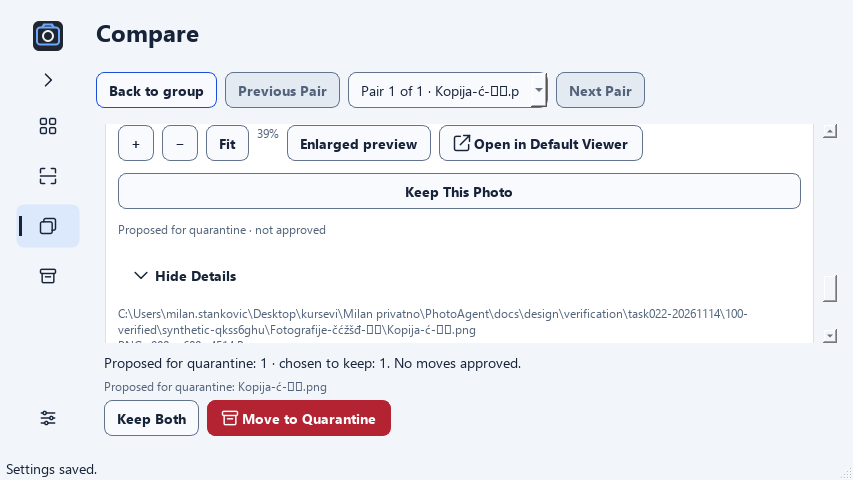 Compare
Back to group
Previous Pair
Pair 1 of 1 · Kopija-ć-▯▯.p
Next Pair
+
−
Fit
39%
Enlarged preview
Open in Default Viewer
Keep This Photo
Proposed for quarantine · not approved
Hide Details
C:\Users\milan.stankovic\Desktop\kursevi\Milan privatno\PhotoAgent\docs\design\verification\task022-20261114\100-
verified\synthetic-qkss6ghu\Fotografije-čćžšđ-▯▯\Kopija-ć-▯▯.png
Proposed for quarantine: 1 · chosen to keep: 1. No moves approved.
Proposed for quarantine: Kopija-ć-▯▯.png
Keep Both
Move to Quarantine
Settings saved.